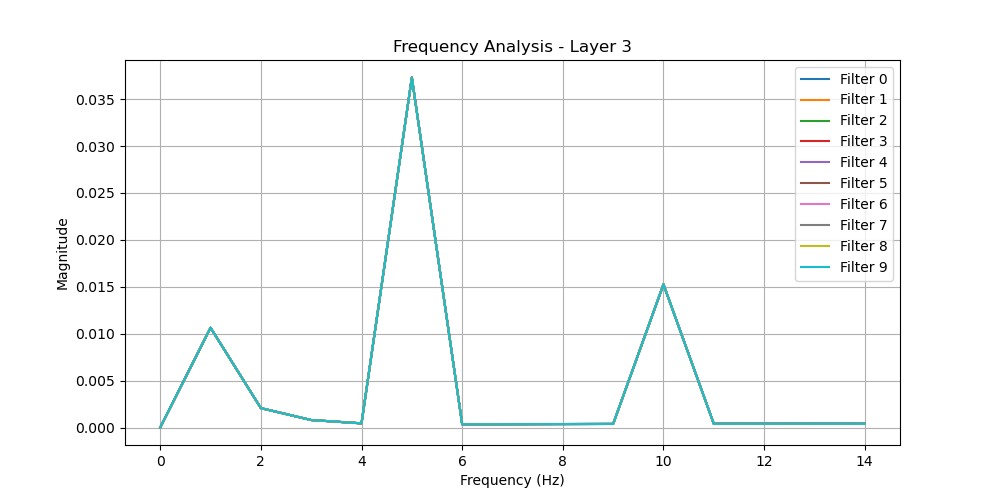 Frequency Analysis - Layer 3
Filter 0
Filter 1
Filter 2
Filter 3
Filter 4
Filter 5
Filter 6
Filter 7
Filter 8
Filter 9
Magnitude
0.035
0.030
0.025
0.020
0.015
0.010
0.005
0.000
0 2 4 6 8 10 12 14
Frequency (Hz)